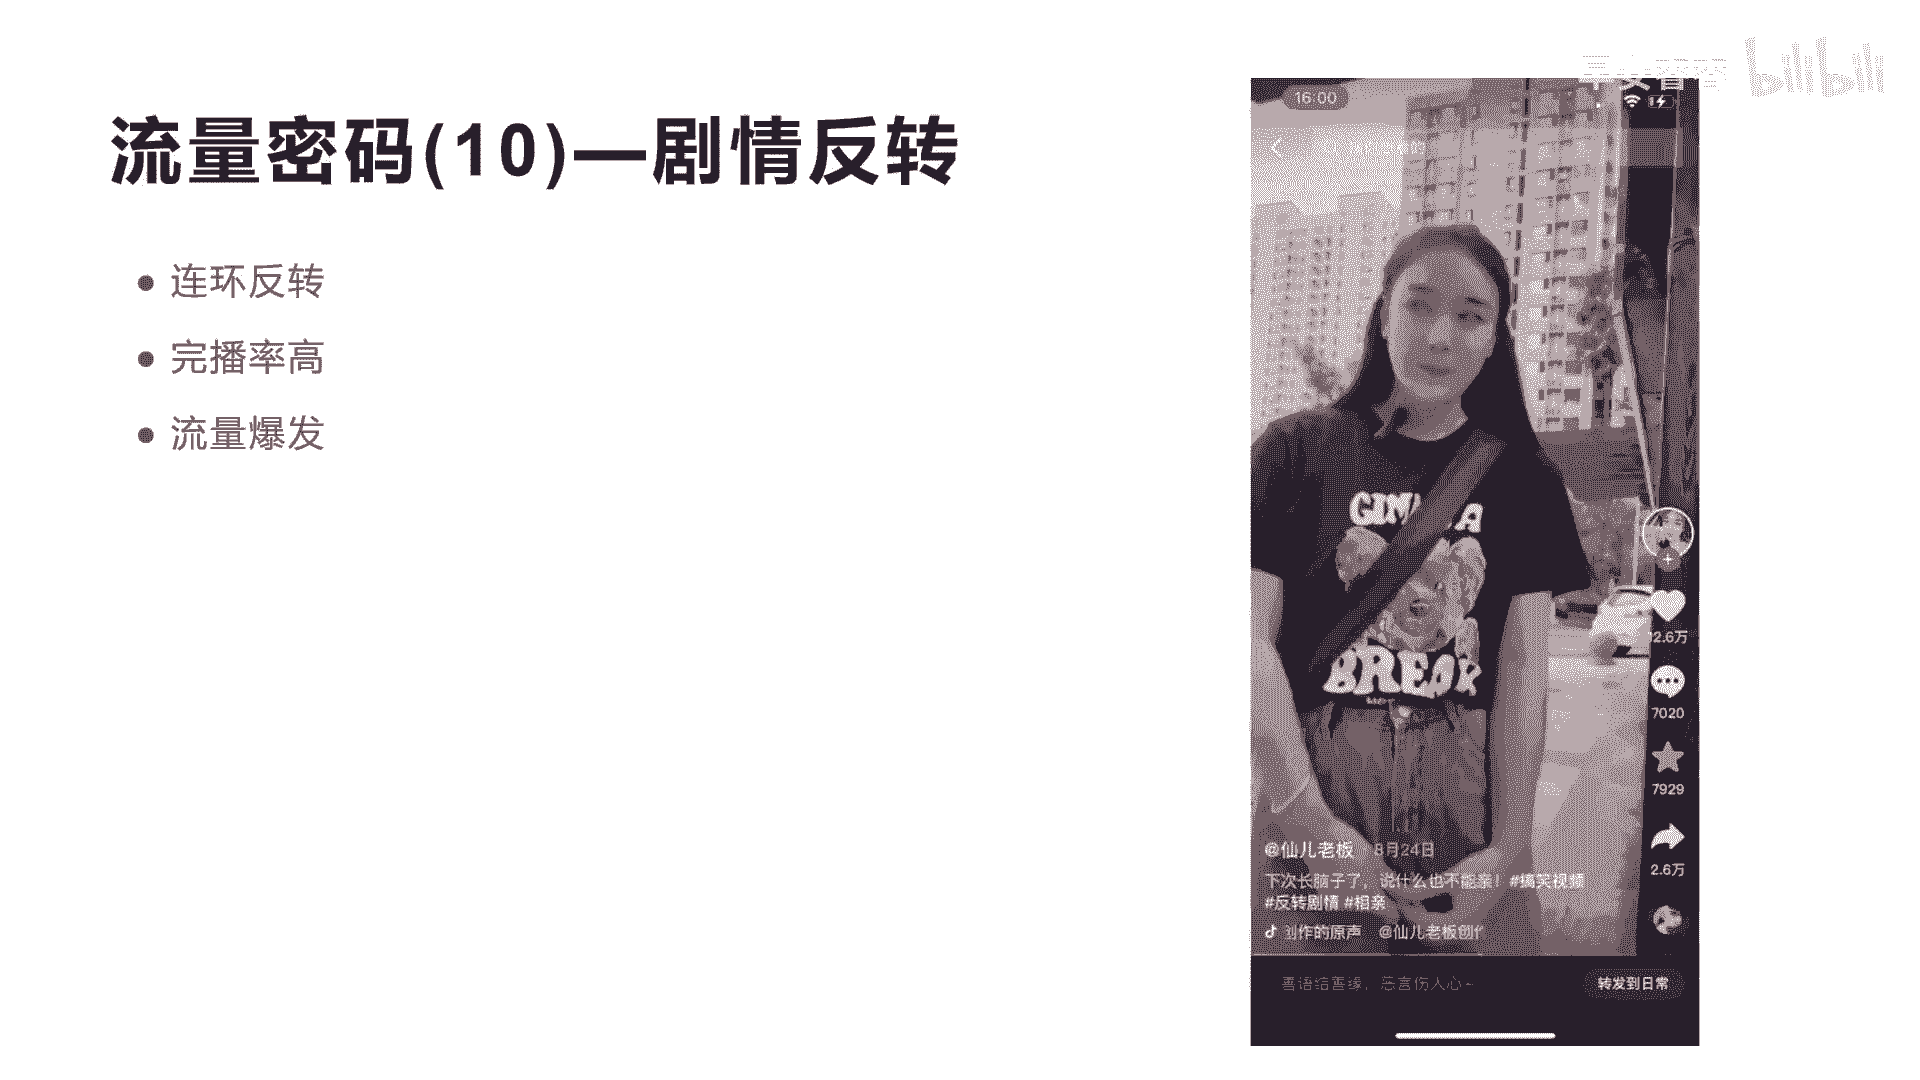 bilibili
流量密码(10)—剧情反转
连环反转
完播率高
流量爆发
16:00
BREAK
2.6万
7020
7929
2.6万
@仙儿老板 8月24日
下次长脑子了，说什么也不能亲！#搞笑视频
#反转剧情 #相亲
创作的原声 @仙儿老板创作
善语结善缘，恶言伤人心~
转发到日常